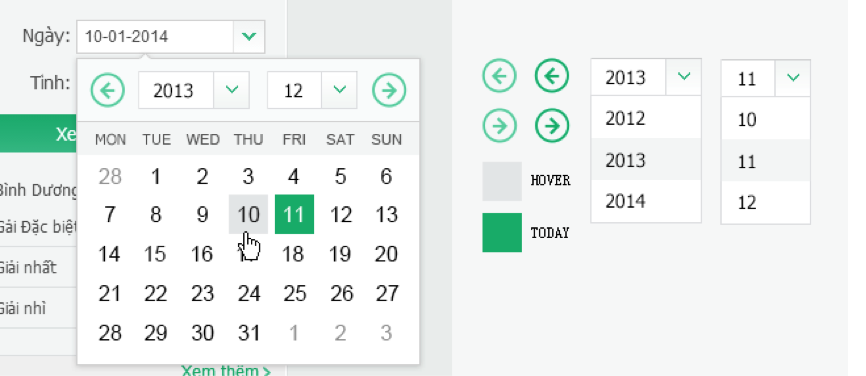 Ngày: 10-01-2014
Tỉnh:
2013 12
Xe
MON TUE WED THU FRI SAT SUN
28 1 2 3 4 5 6
7 8 9 10 11 12 13
14 15 16 18 19 20
21 22 23 24 25 26 27
28 29 30 31 1 2 3
Bình Dương
Giải Đặc biệt
Giải nhất
Giải nhì
Xem thêm >
2013 11
2012 10
2013 11
2014 12
HOVER
TODAY